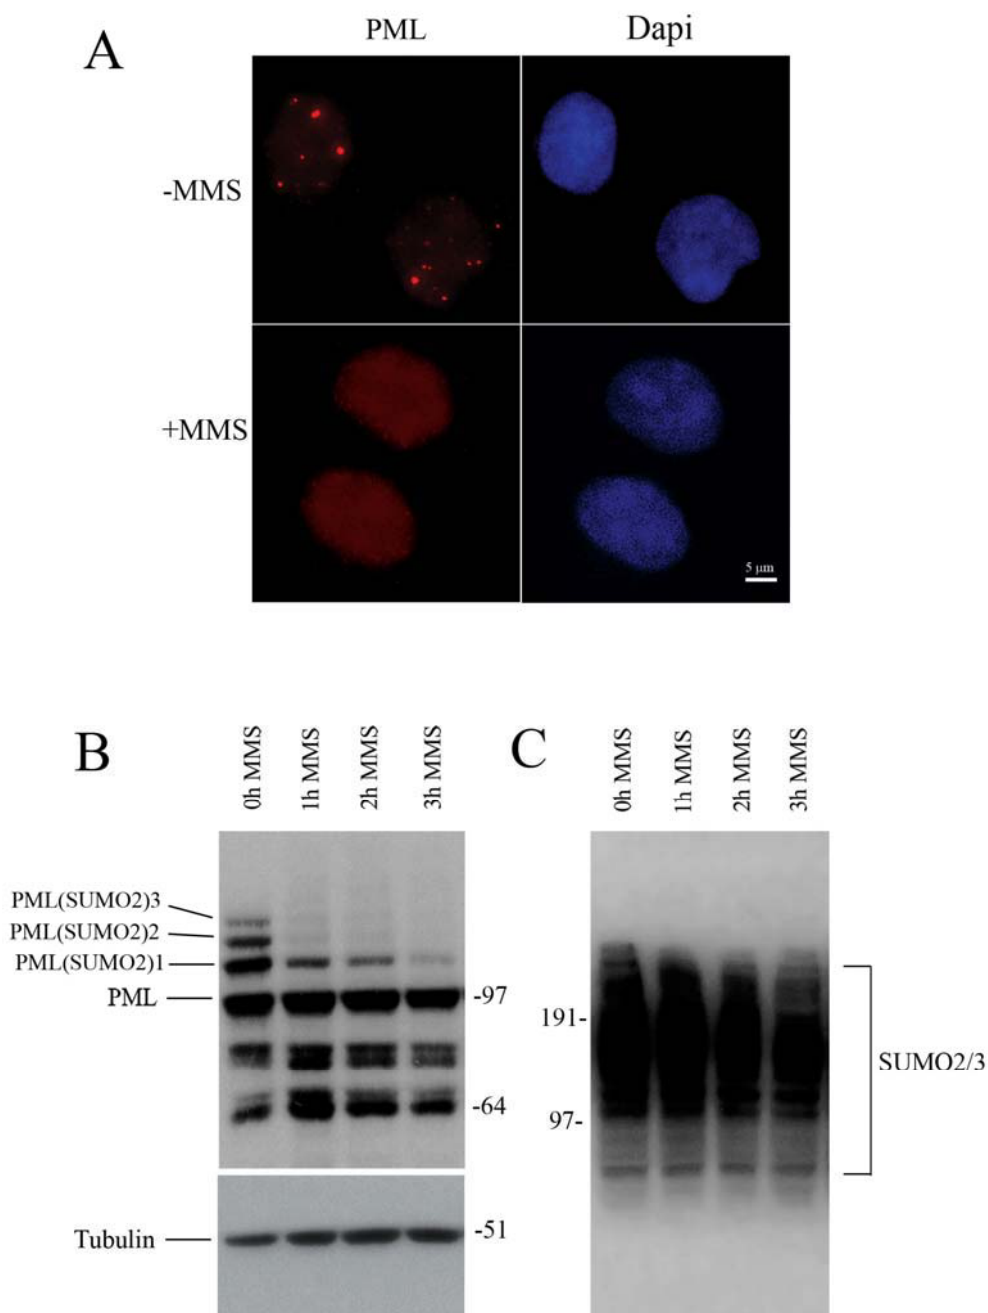 A
PML
Dapi
-MMS
+MMS
5 μm
B
0h MMS
1h MMS
2h MMS
3h MMS
PML(SUMO2)3
PML(SUMO2)2
PML(SUMO2)1
PML
-97
-64
Tubulin
-51
C
0h MMS
1h MMS
2h MMS
3h MMS
191-
97-
SUMO2/3